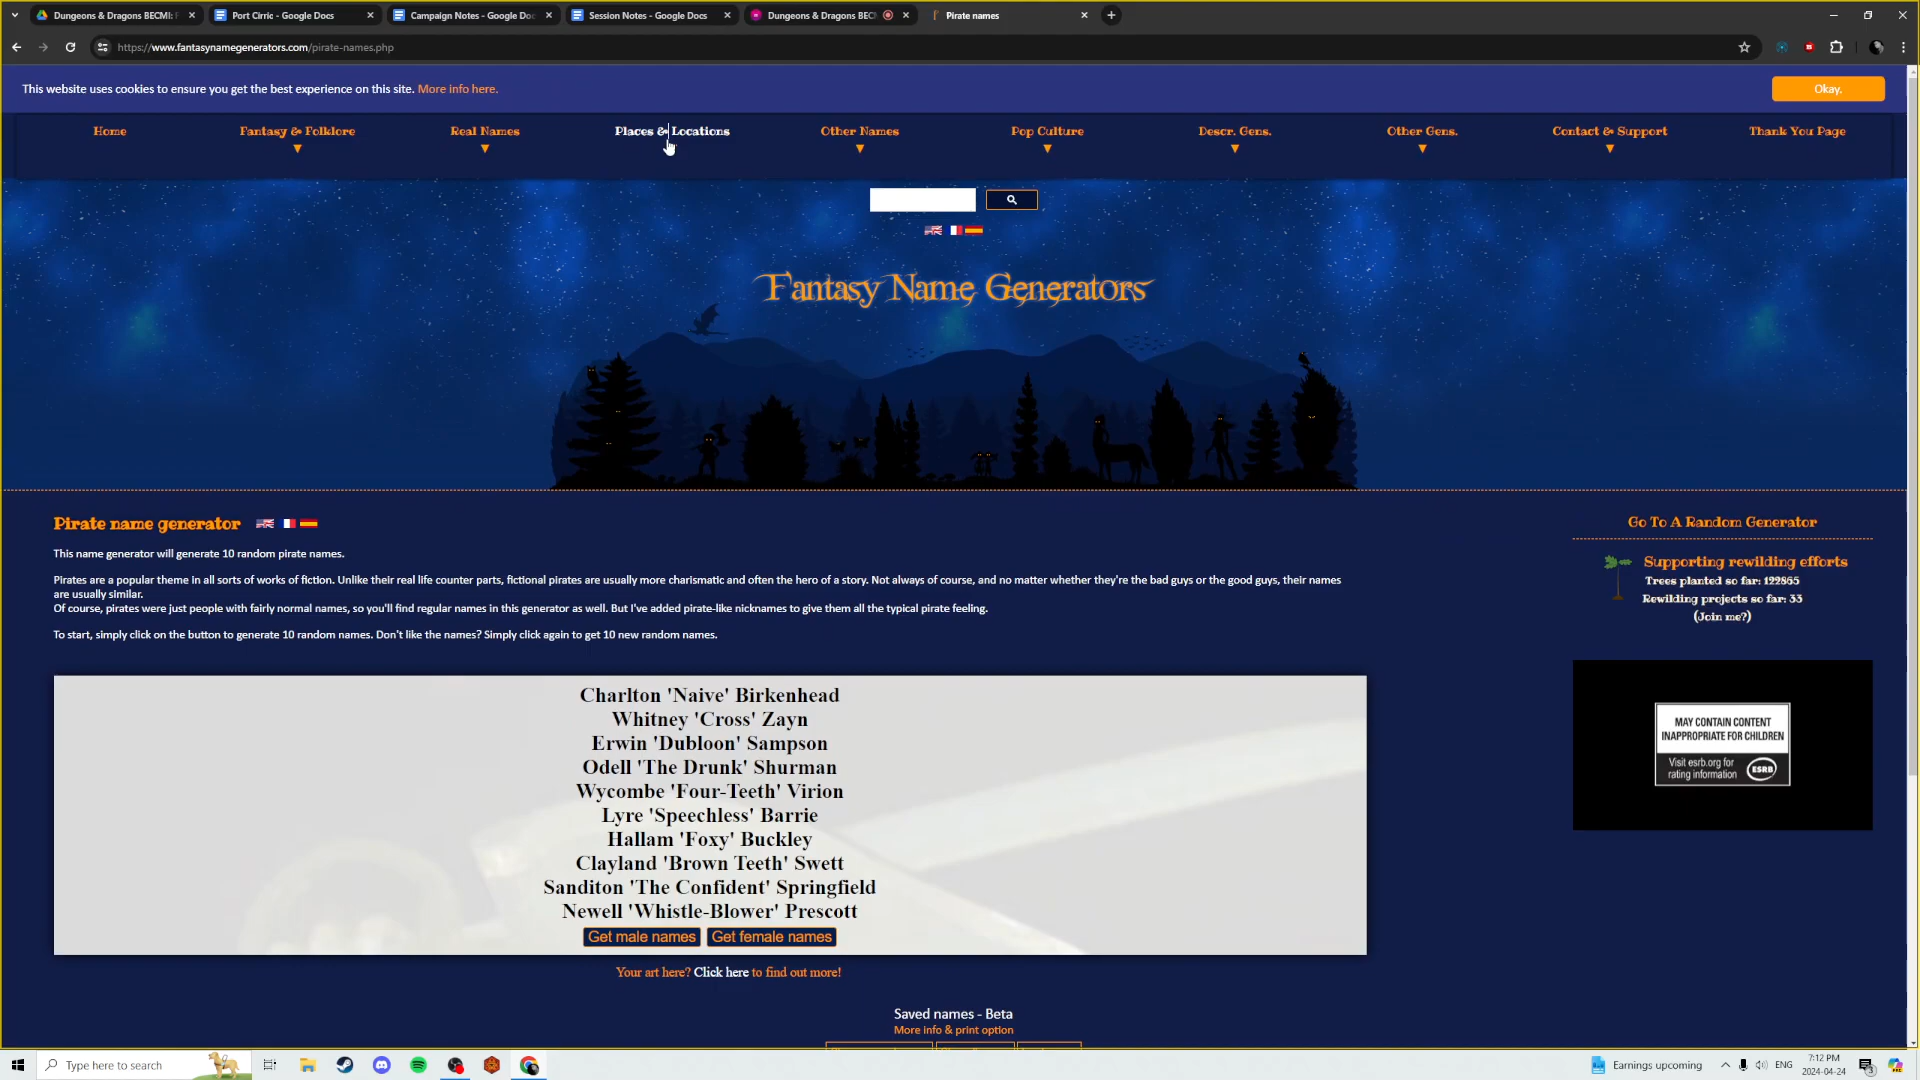 Dungeons & Dragons BECMI: F
Port Cirric - Google Docs
Campaign Notes - Google Doc
Session Notes - Google Docs
Dungeons & Dragons BEC
Pirate names
https://www.fantasynamegenerators.com/pirate-names.php
This website uses cookies to ensure you get the best experience on this site. More info here.
Okay.
Home
Fantasy & Folklore
Real Names
Places & Locations
Other Names
Pop Culture
Descr. Gens.
Other Gens.
Contact & Support
Thank You Page
Fantasy Name Generators
Pirate name generator
This name generator will generate 10 random pirate names.
Pirates are a popular theme in all sorts of works of fiction. Unlike their real life counter parts, fictional pirates are usually more charismatic and often the hero of a story. Not always of course, and no matter whether they're the bad guys or the good guys, their names
are usually similar.
Of course, pirates were just people with fairly normal names, so you'll find regular names in this generator as well. But I've added pirate-like nicknames to give them all the typical pirate feeling.
To start, simply click on the button to generate 10 random names. Don't like the names? Simply click again to get 10 new random names.
Charlton 'Naive' Birkenhead
Whitney 'Cross' Zayn
Erwin 'Dubloon' Sampson
Odell 'The Drunk' Shurman
Wycombe 'Four-Teeth' Virion
Lyre 'Speechless' Barrie
Hallam 'Foxy' Buckley
Clayland 'Brown Teeth' Swett
Sanditon 'The Confident' Springfield
Newell 'Whistle-Blower' Prescott
Get male names
Get female names
Your art here? Click here to find out more!
Saved names - Beta
More info & print option
Go To A Random Generator
Supporting rewilding efforts
Trees planted so far: 122865
Rewilding projects so far: 33
(Join me?)
MAY CONTAIN CONTENT
INAPPROPRIATE FOR CHILDREN
Visit esrb.org for
rating information
ESRB
Type here to search
Earnings upcoming
ENG
7:12 PM
2024-04-24
3